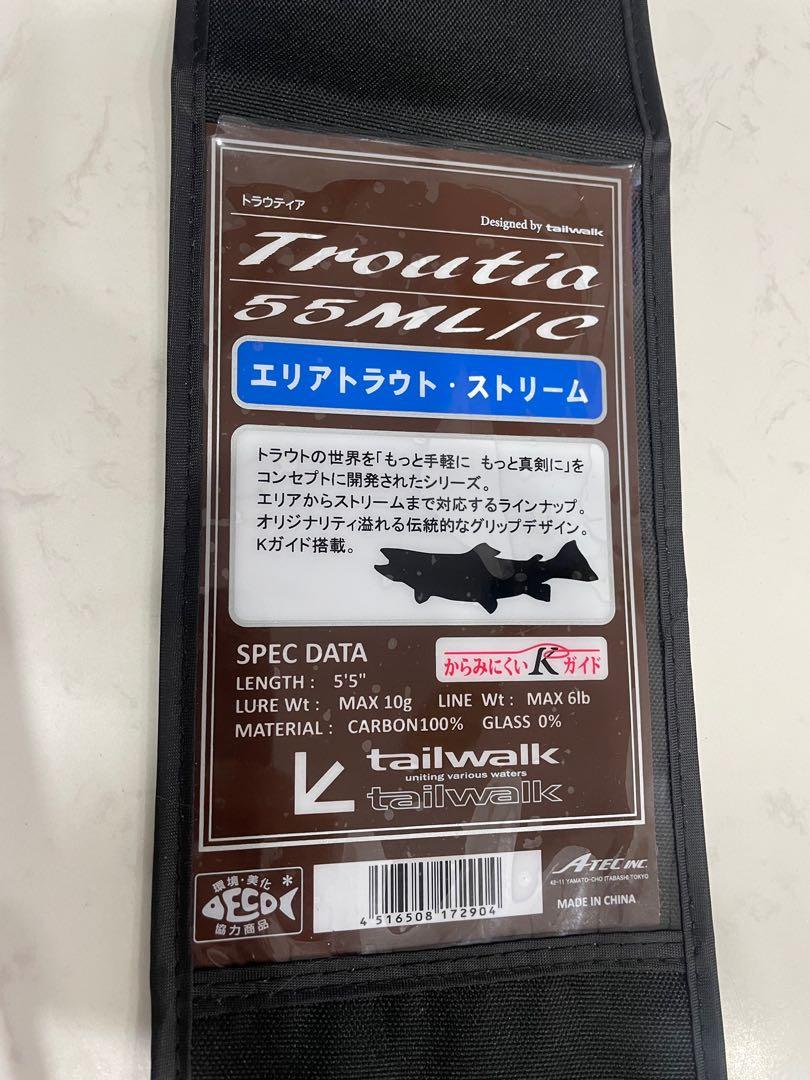 トラウティア
Designed by tailwalk
Troutia
55ML/C
エリアトラウト・ストリーム
トラウトの世界を「もっと手軽に もっと真剣に」を
コンセプトに開発されたシリーズ。
エリアからストリームまで対応するラインナップ。
オリジナリティ溢れる伝統的なグリップデザイン。
Kガイド搭載。
SPEC DATA
からみにくいKガイド
LENGTH : 5'5"
LURE Wt : MAX 10g LINE Wt : MAX 6lb
MATERIAL : CARBON100% GLASS 0%
tailwalk
uniting various waters
tailwalk
環境・美化
ECO
協力商品
4 516508 172904
A-TEC INC.
42-11 YAMATO-CHO ITABASHI TOKYO
MADE IN CHINA